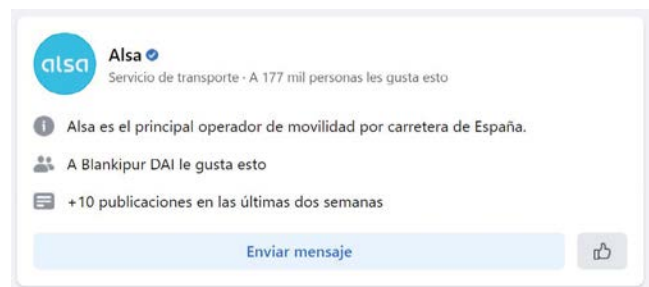 alsa
Alsa
Servicio de transporte · A 177 mil personas les gusta esto
Alsa es el principal operador de movilidad por carretera de España.
A Blankipur DAI le gusta esto
+10 publicaciones en las últimas dos semanas
Enviar mensaje